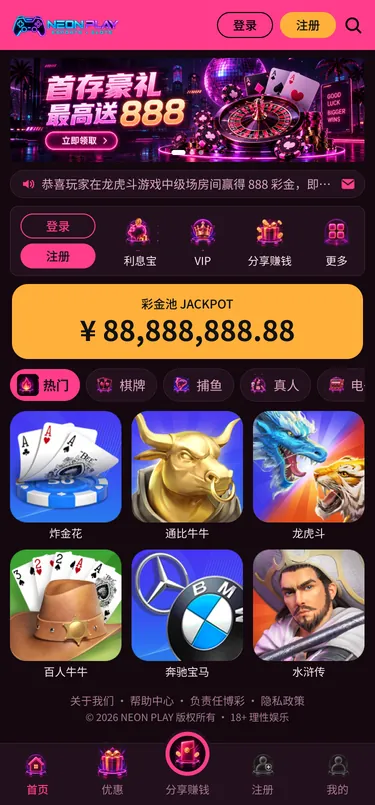 NEON PLAY
登录
注册
首存豪礼
最高送888
立即领取
GOOD
LUCK
BIGGER
WINS
恭喜玩家在龙虎斗游戏中级场房间赢得 888 彩金，即…
登录
注册
利息宝
VIP
分享赚钱
更多
彩金池 JACKPOT
¥ 88,888,888.88
热门
棋牌
捕鱼
真人
电
A
A
A
炸金花
通比牛牛
龙虎斗
3
2
2
A
百人牛牛
BMW
奔驰宝马
水浒传
关于我们 · 帮助中心 · 负责任博彩 · 隐私政策
© 2026 NEON PLAY 版权所有 · 18+ 理性娱乐
首页
优惠
分享赚钱
注册
我的